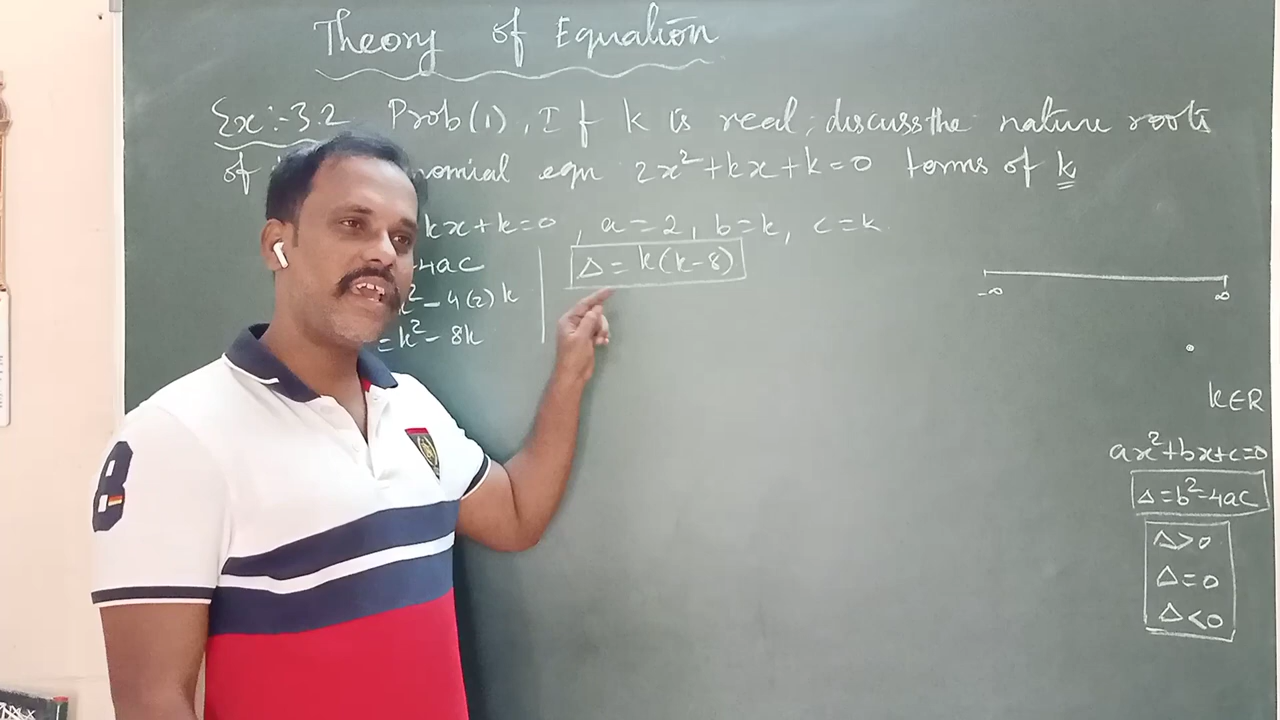 Theory of Equation
Ex:-3.2 Prob(1), If k is real, discuss the nature roots
of nomial eqn 2x²+kx+k=0 terms of k
kx+k=0, a=2, b=k, c=k
-4ac
k²-4(2)k
=k²-8k
Δ=k(k-8)
-∞ ∞
k∈R
ax²+bx+c=0
Δ=b²-4ac
Δ>0
Δ=0
Δ<0
8